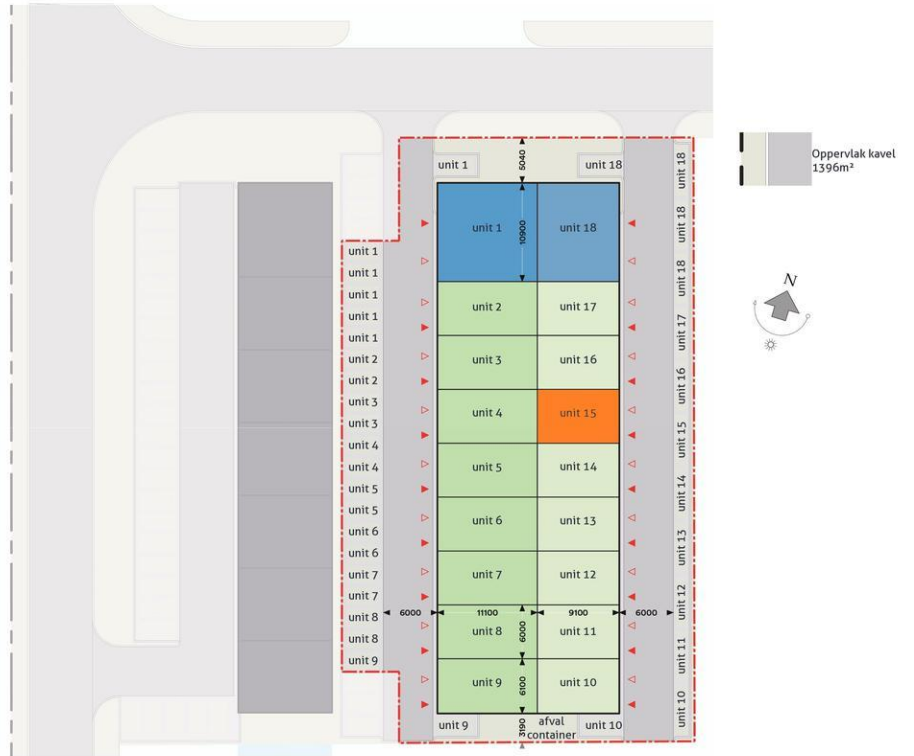 unit 1
5040
unit 18
unit 18
Oppervlak kavel
1396m²
unit 1
10900
unit 18
unit 18
unit 18
N
unit 1
unit 1
unit 1
unit 1
unit 1
unit 2
unit 2
unit 3
unit 3
unit 4
unit 4
unit 5
unit 5
unit 6
unit 6
unit 7
unit 7
unit 8
unit 8
unit 9
unit 2
unit 17
unit 3
unit 16
unit 4
unit 15
unit 5
unit 14
unit 6
unit 13
unit 7
unit 12
6000
11100
9100
6000
unit 8
6000
unit 11
unit 9
6100
unit 10
unit 17
unit 16
unit 15
unit 14
unit 13
unit 12
unit 11
unit 10
unit 9
3190
afval
container
unit 10